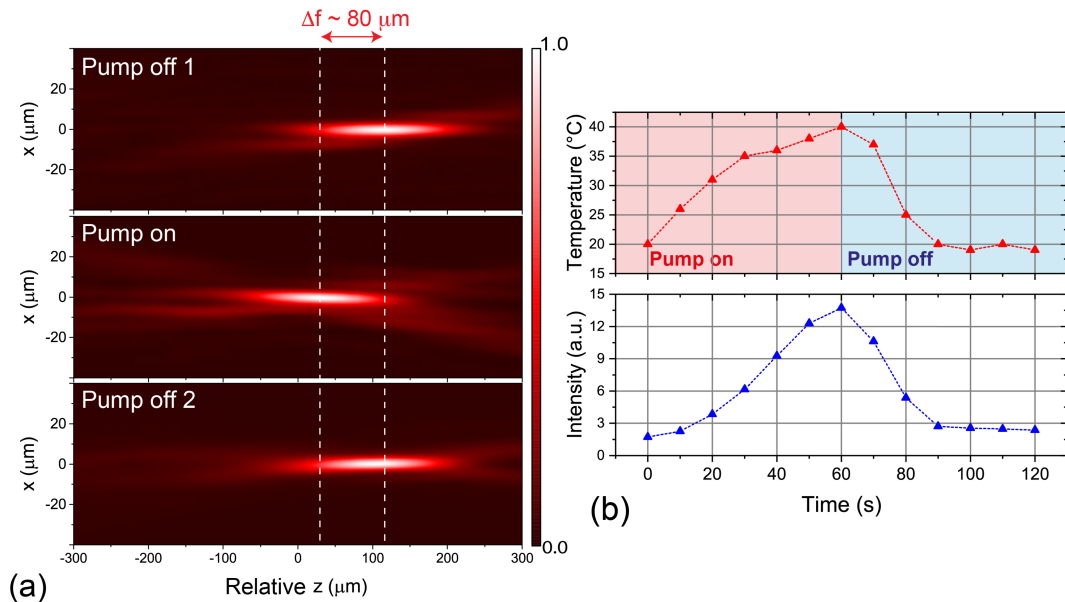 Δf ~ 80 μm
1.0
Pump off 1
20
0
-20
x (μm)
Pump on
20
0
-20
x (μm)
Pump off 2
20
0
-20
x (μm)
0.0
-300 -200 -100 0 100 200 300
Relative z (μm)
(a)
40
35
30
25
20
15
Temperature (°C)
Pump on
Pump off
15
12
9
6
3
0
Intensity (a.u.)
0 20 40 60 80 100 120
Time (s)
(b)